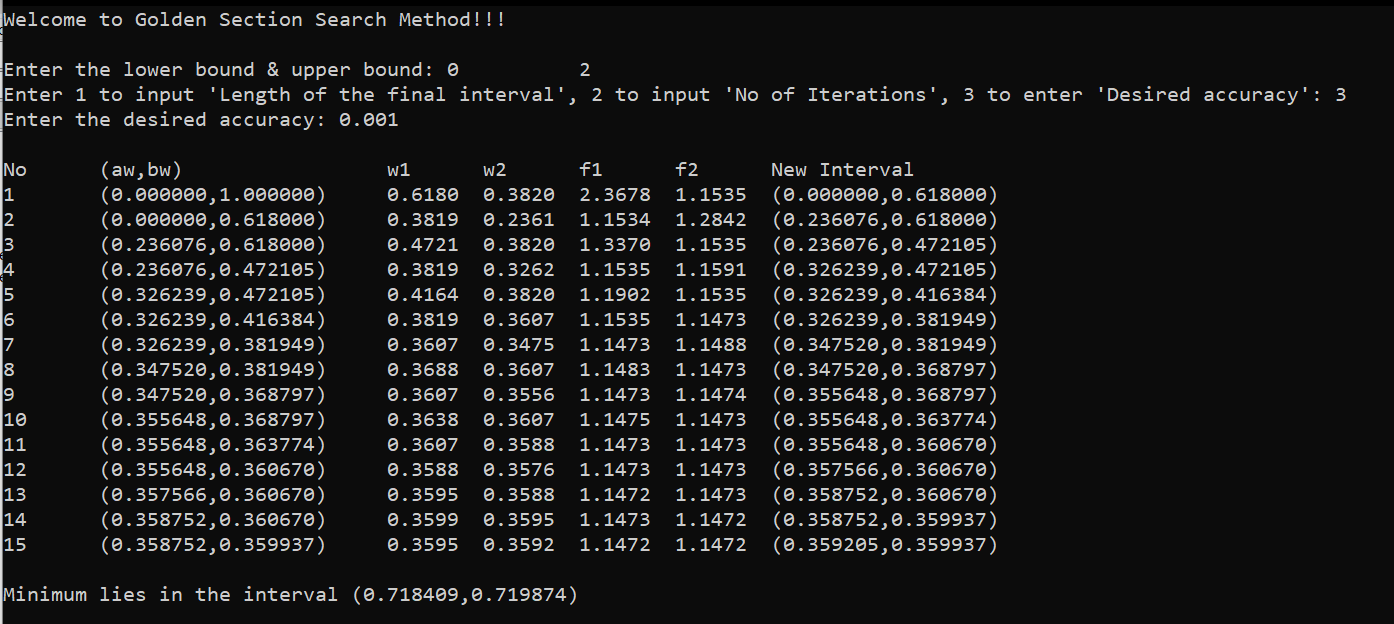 Welcome to Golden Section Search Method!!!
Enter the lower bound & upper bound: 0          2
Enter 1 to input 'Length of the final interval', 2 to input 'No of Iterations', 3 to enter 'Desired accuracy': 3
Enter the desired accuracy: 0.001
No      (aw,bw)                 w1      w2      f1      f2      New Interval
1       (0.000000,1.000000)     0.6180  0.3820  2.3678  1.1535  (0.000000,0.618000)
2       (0.000000,0.618000)     0.3819  0.2361  1.1534  1.2842  (0.236076,0.618000)
3       (0.236076,0.618000)     0.4721  0.3820  1.3370  1.1535  (0.236076,0.472105)
4       (0.236076,0.472105)     0.3819  0.3262  1.1535  1.1591  (0.326239,0.472105)
5       (0.326239,0.472105)     0.4164  0.3820  1.1902  1.1535  (0.326239,0.416384)
6       (0.326239,0.416384)     0.3819  0.3607  1.1535  1.1473  (0.326239,0.381949)
7       (0.326239,0.381949)     0.3607  0.3475  1.1473  1.1488  (0.347520,0.381949)
8       (0.347520,0.381949)     0.3688  0.3607  1.1483  1.1473  (0.347520,0.368797)
9       (0.347520,0.368797)     0.3607  0.3556  1.1473  1.1474  (0.355648,0.368797)
10      (0.355648,0.368797)     0.3638  0.3607  1.1475  1.1473  (0.355648,0.363774)
11      (0.355648,0.363774)     0.3607  0.3588  1.1473  1.1473  (0.355648,0.360670)
12      (0.355648,0.360670)     0.3588  0.3576  1.1473  1.1473  (0.357566,0.360670)
13      (0.357566,0.360670)     0.3595  0.3588  1.1472  1.1473  (0.358752,0.360670)
14      (0.358752,0.360670)     0.3599  0.3595  1.1473  1.1472  (0.358752,0.359937)
15      (0.358752,0.359937)     0.3595  0.3592  1.1472  1.1472  (0.359205,0.359937)
Minimum lies in the interval (0.718409,0.719874)